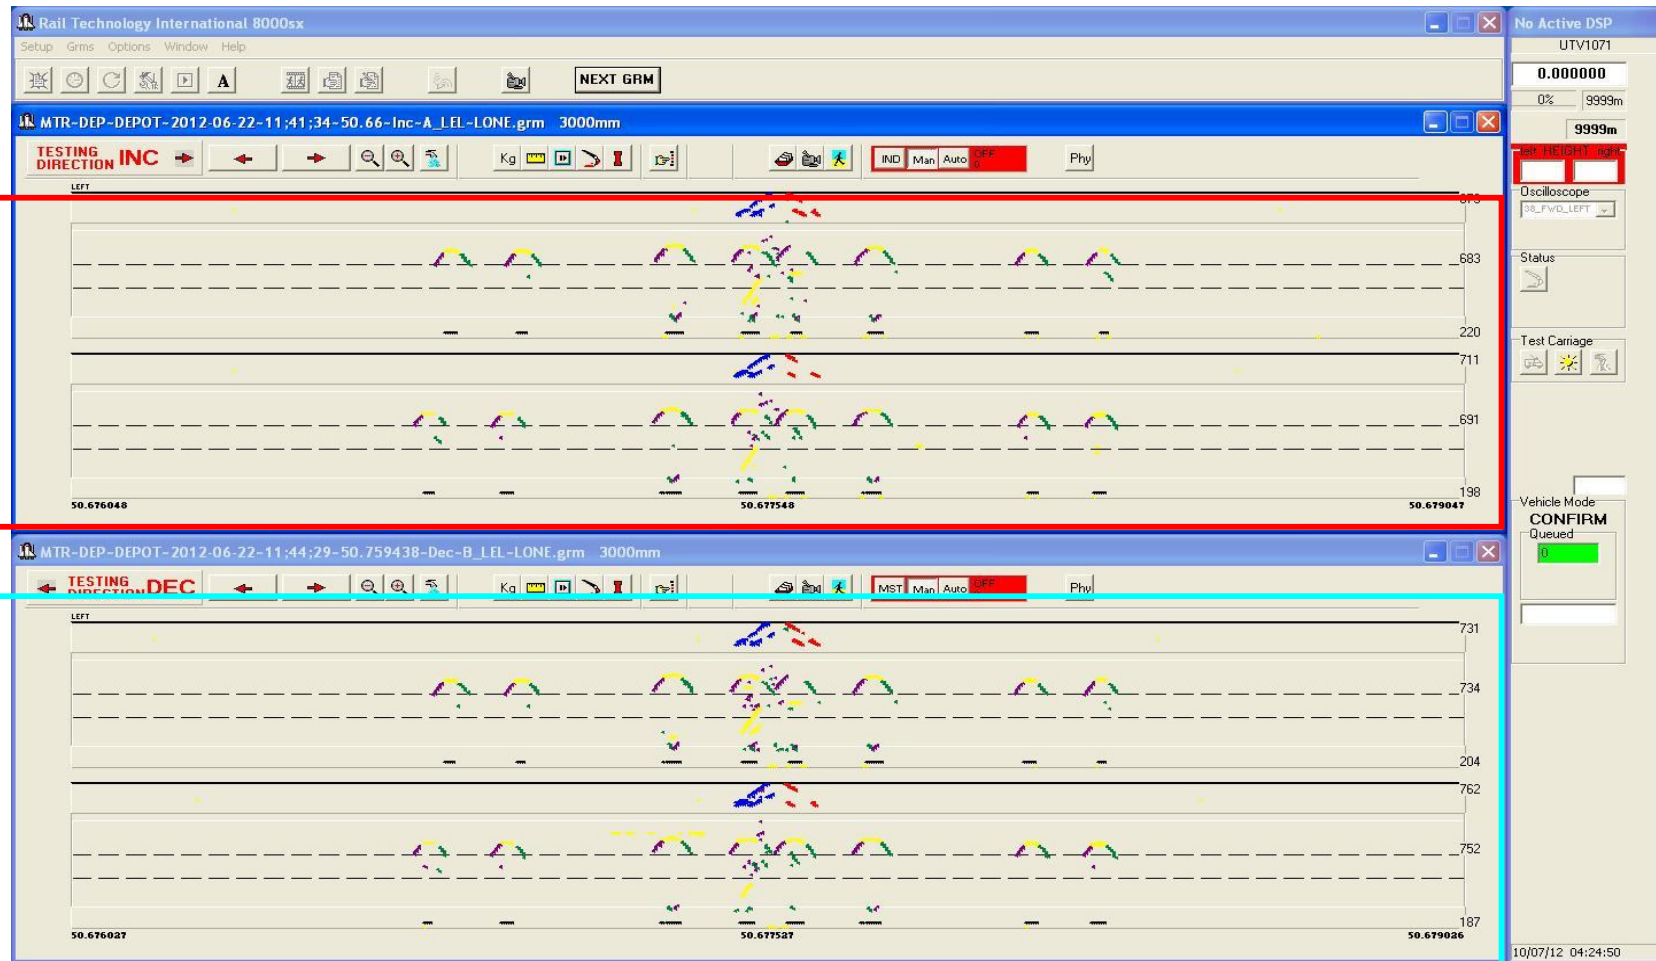 Rail Technology International 8000sx
Setup Grms Options Window Help
A NEXT GRM
MTR-DEP-DEPOT-2012-06-22-11;41;34-50.66-Inc-A_LEL-LONE.grm 3000mm
TESTING DIRECTION INC Kg IND Man Auto OFF Phy
LEFT
683
220
711
691
198
50.676048 50.677548 50.679047
MTR-DEP-DEPOT-2012-06-22-11;44;29-50.759438-Dec-B_LEL-LONE.grm 3000mm
TESTING DIRECTION DEC Kg MST Man Auto OFF Phy
LEFT
731
734
204
762
752
187
50.676027 50.677527 50.679026
No Active DSP
UTV1071
0.000000
0% 9999m
9999m
left HEIGHT right
Oscilloscope
38_FWD_LEFT
Status
Test Carriage
Vehicle Mode
CONFIRM
Queued
0
10/07/12 04:24:50